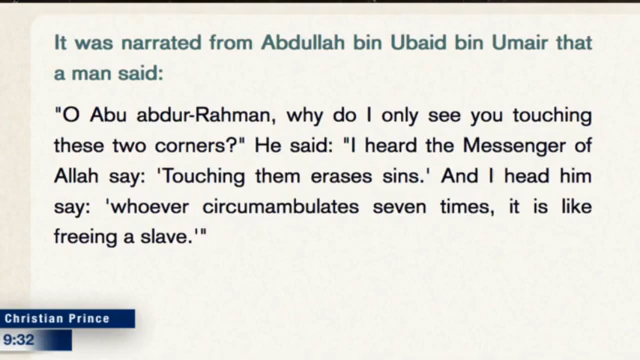 It was narrated from Abdullah bin Ubaid bin Umair that
a man said:
"O Abu abdur-Rahman, why do I only see you touching
these two corners?" He said: "I heard the Messenger of
Allah say: 'Touching them erases sins.' And I head him
say: 'whoever circumambulates seven times, it is like
freeing a slave.'"
Christian Prince
9:32